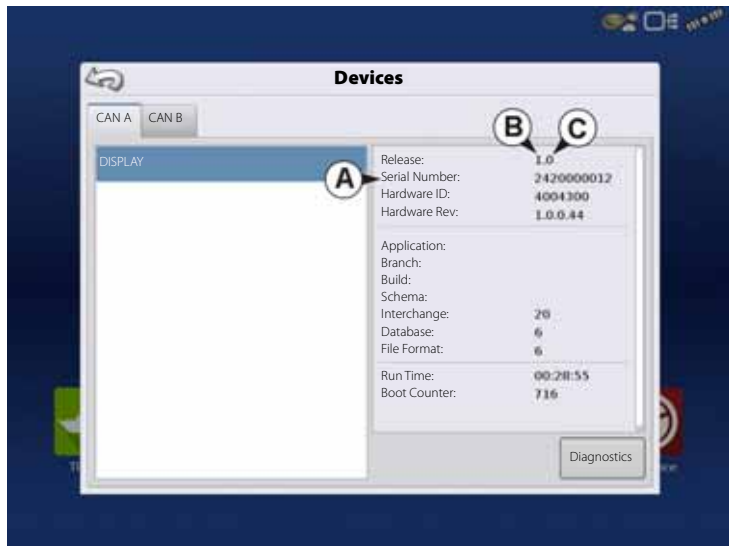 Devices
CAN A CAN B
B C
DISPLAY
A
Release: 1.0
Serial Number: 2420000012
Hardware ID: 4004300
Hardware Rev: 1.0.0.44
Application:
Branch:
Build:
Schema:
Interchange: 20
Database: 6
File Format: 6
Run Time: 00:28:55
Boot Counter: 716
Diagnostics